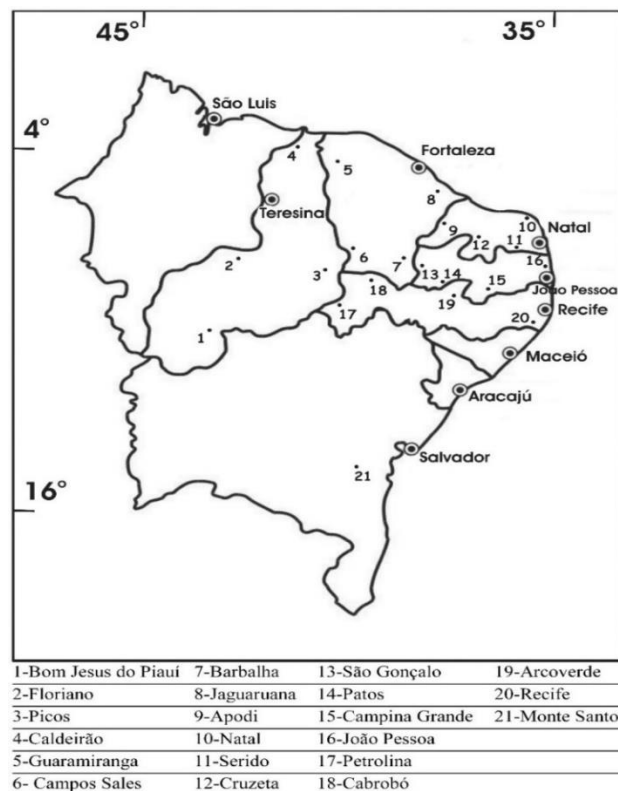 45° 35°
São Luis
4°
4
Fortaleza
5
8
Teresina
10
9
Natal
12
11
6
2
7
16
13
14
3
João Pessoa
18
15
19
17
Recife
20
1
Maceió
Aracajú
Salvador
21
16°
1-Bom Jesus do Piauí 7-Barbalha 13-São Gonçalo 19-Arcoverde
2-Floriano 8-Jaguaruana 14-Patos 20-Recife
3-Picos 9-Apodi 15-Campina Grande 21-Monte Santo
4-Caldeirão 10-Natal 16-João Pessoa
5-Guaramiranga 11-Serido 17-Petrolina
6- Campos Sales 12-Cruzeta 18-Cabrobó